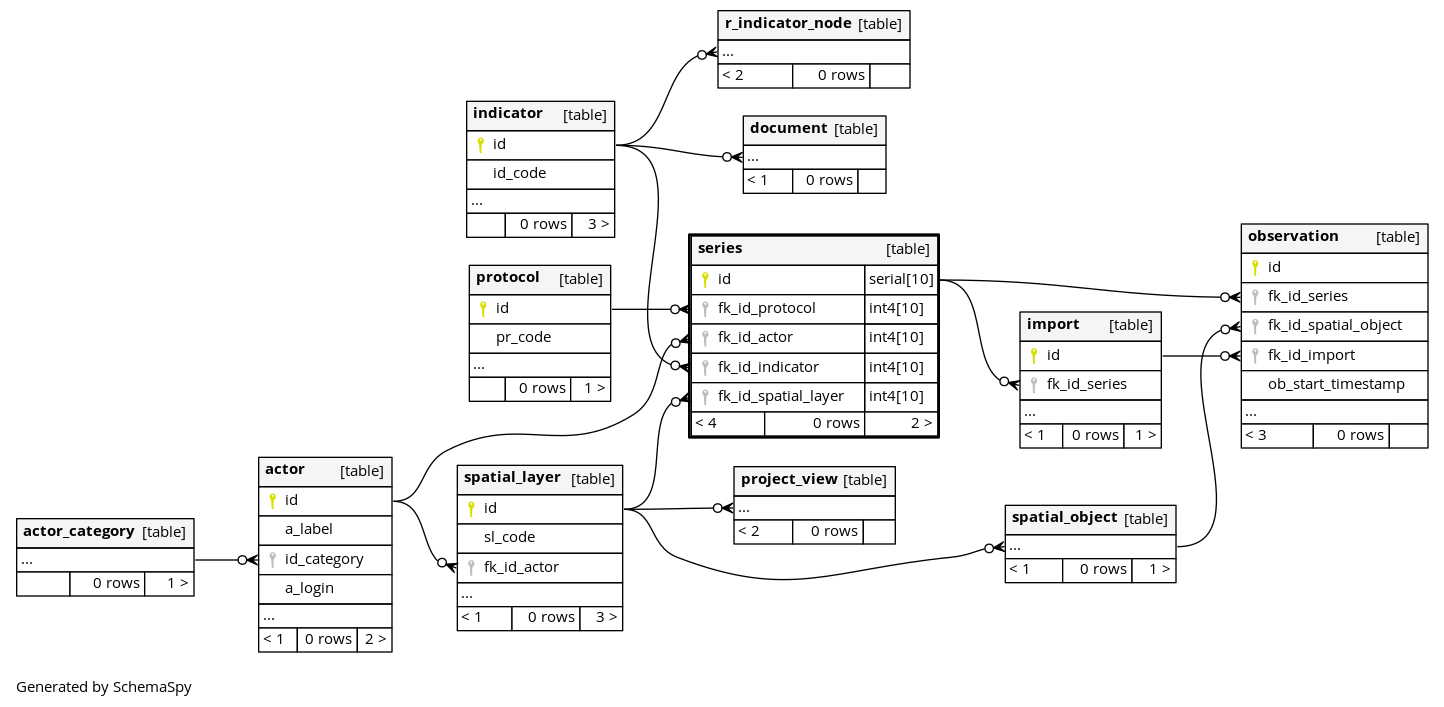 r_indicator_node [table]
...
< 2 0 rows
indicator [table]
id
id_code
...
0 rows 3 >
document [table]
...
< 1 0 rows
series [table]
id serial[10]
fk_id_protocol int4[10]
fk_id_actor int4[10]
fk_id_indicator int4[10]
fk_id_spatial_layer int4[10]
< 4 0 rows 2 >
protocol [table]
id
pr_code
...
0 rows 1 >
observation [table]
id
fk_id_series
fk_id_spatial_object
fk_id_import
ob_start_timestamp
...
< 3 0 rows
import [table]
id
fk_id_series
...
< 1 0 rows 1 >
actor [table]
id
a_label
id_category
a_login
...
< 1 0 rows 2 >
spatial_layer [table]
id
sl_code
fk_id_actor
...
< 1 0 rows 3 >
project_view [table]
...
< 2 0 rows
spatial_object [table]
...
< 1 0 rows 1 >
actor_category [table]
...
0 rows 1 >
Generated by SchemaSpy